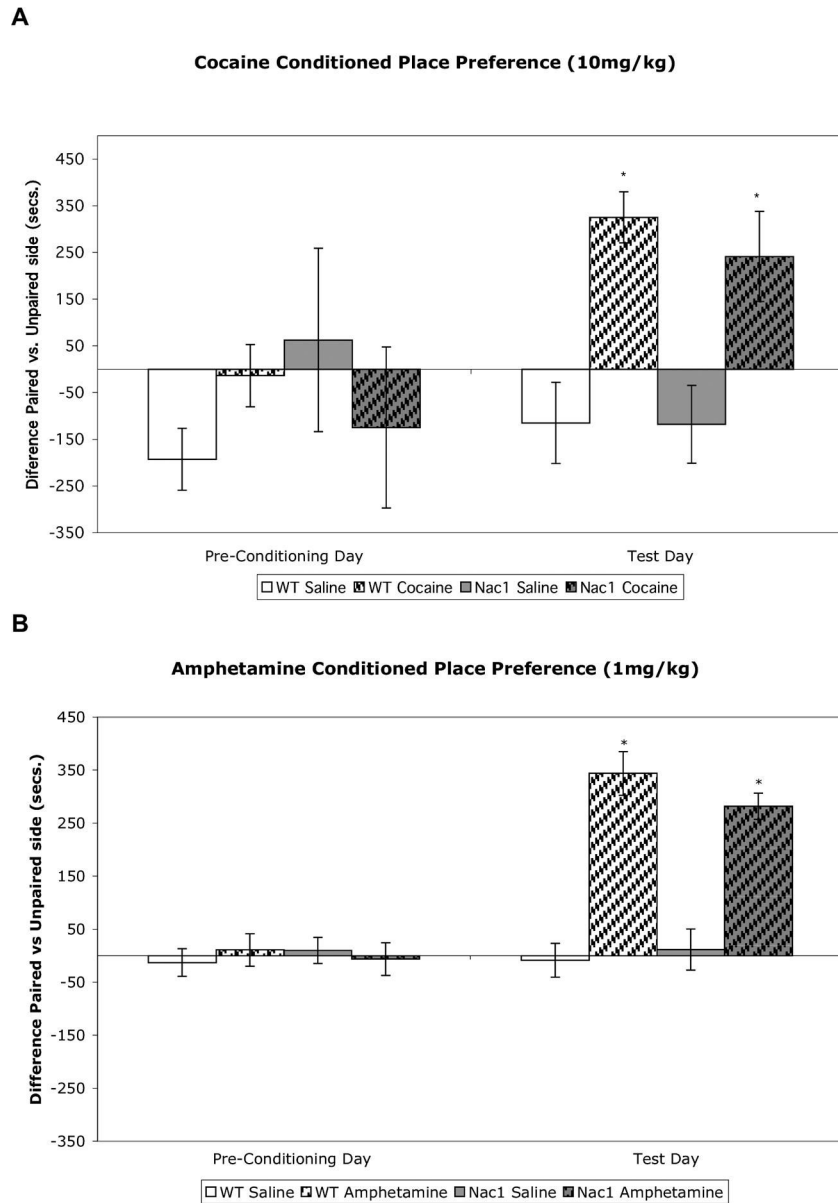 A
Cocaine Conditioned Place Preference (10mg/kg)
Diference Paired vs. Unpaired side (secs.)
450
*
350
*
250
150
50
-50
-150
-250
-350
Pre-Conditioning Day Test Day
WT Saline WT Cocaine Nac1 Saline Nac1 Cocaine
B
Amphetamine Conditioned Place Preference (1mg/kg)
Difference Paired vs Unpaired side (secs.)
450
*
350
*
250
150
50
-50
-150
-250
-350
Pre-Conditioning Day Test Day
WT Saline WT Amphetamine Nac1 Saline Nac1 Amphetamine